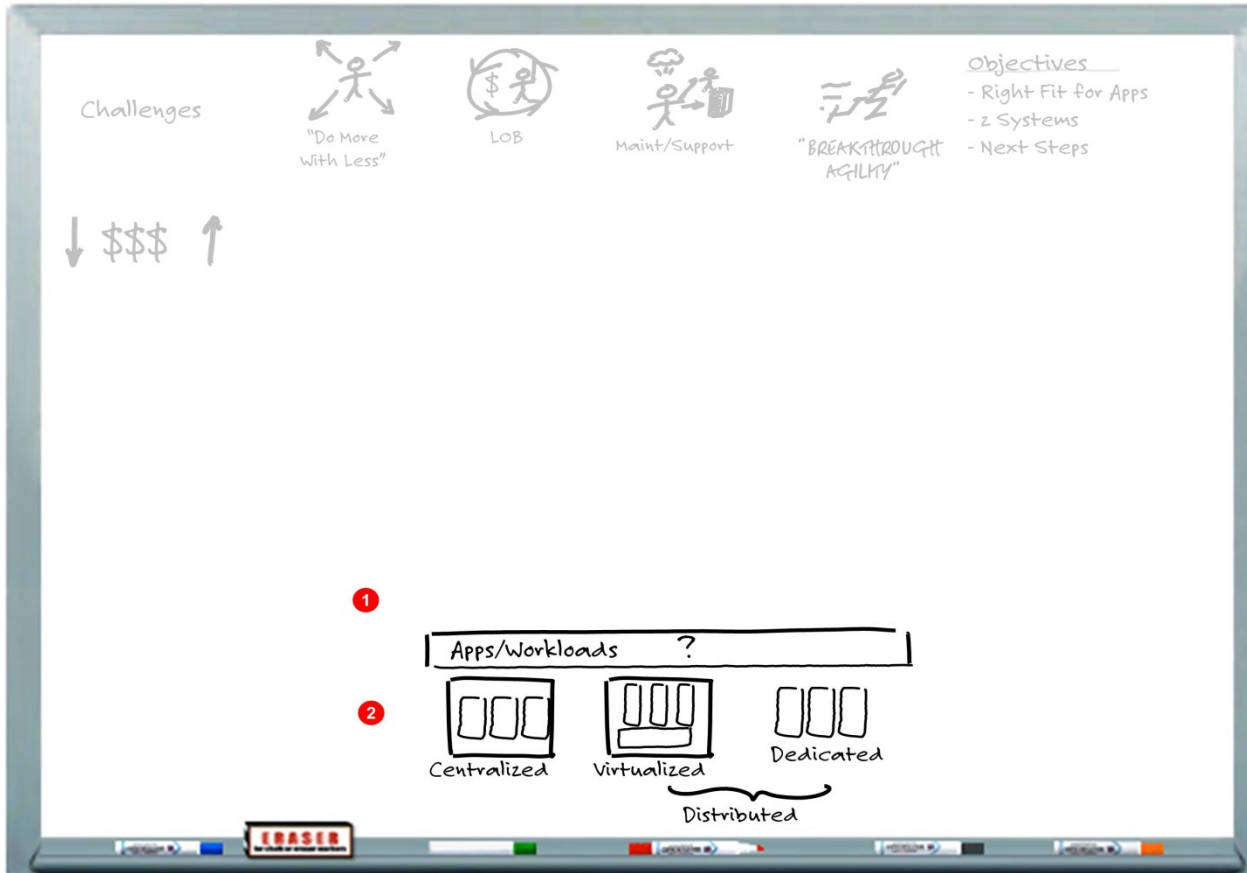 Challenges
"Do More
With Less"
LOB
Maint/Support
"BREAKTHROUGH
AGILITY"
Objectives
- Right Fit for Apps
- z Systems
- Next Steps
$
$$$
1
Apps/Workloads ?
2
Centralized
Virtualized
Dedicated
Distributed
ERASER